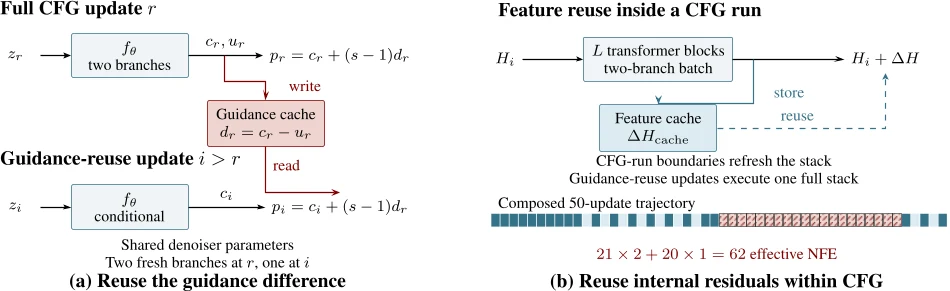 Full CFG update r
z_r
f_θ
two branches
c_r, u_r
p_r = c_r + (s − 1)d_r
write
Guidance cache
d_r = c_r − u_r
Guidance-reuse update i > r
read
z_i
f_θ
conditional
c_i
p_i = c_i + (s − 1)d_r
Shared denoiser parameters
Two fresh branches at r, one at i
(a) Reuse the guidance difference
Feature reuse inside a CFG run
H_i
L transformer blocks
two-branch batch
H_i + ΔH
store
reuse
Feature cache
ΔH_cache
CFG-run boundaries refresh the stack
Guidance-reuse updates execute one full stack
Composed 50-update trajectory
21 × 2 + 20 × 1 = 62 effective NFE
(b) Reuse internal residuals within CFG